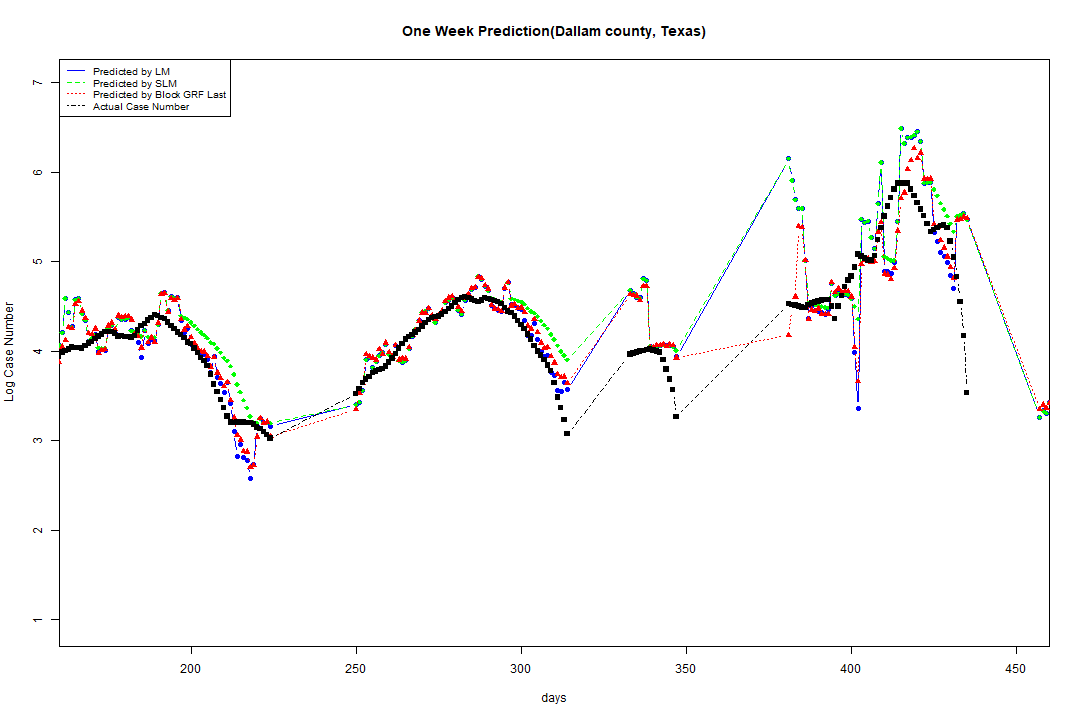 One Week Prediction(Dallam county, Texas)
Predicted by LM
Predicted by SLM
Predicted by Block GRF Last
Actual Case Number
7
6
5
4
3
2
1
Log Case Number
200 250 300 350 400 450
days